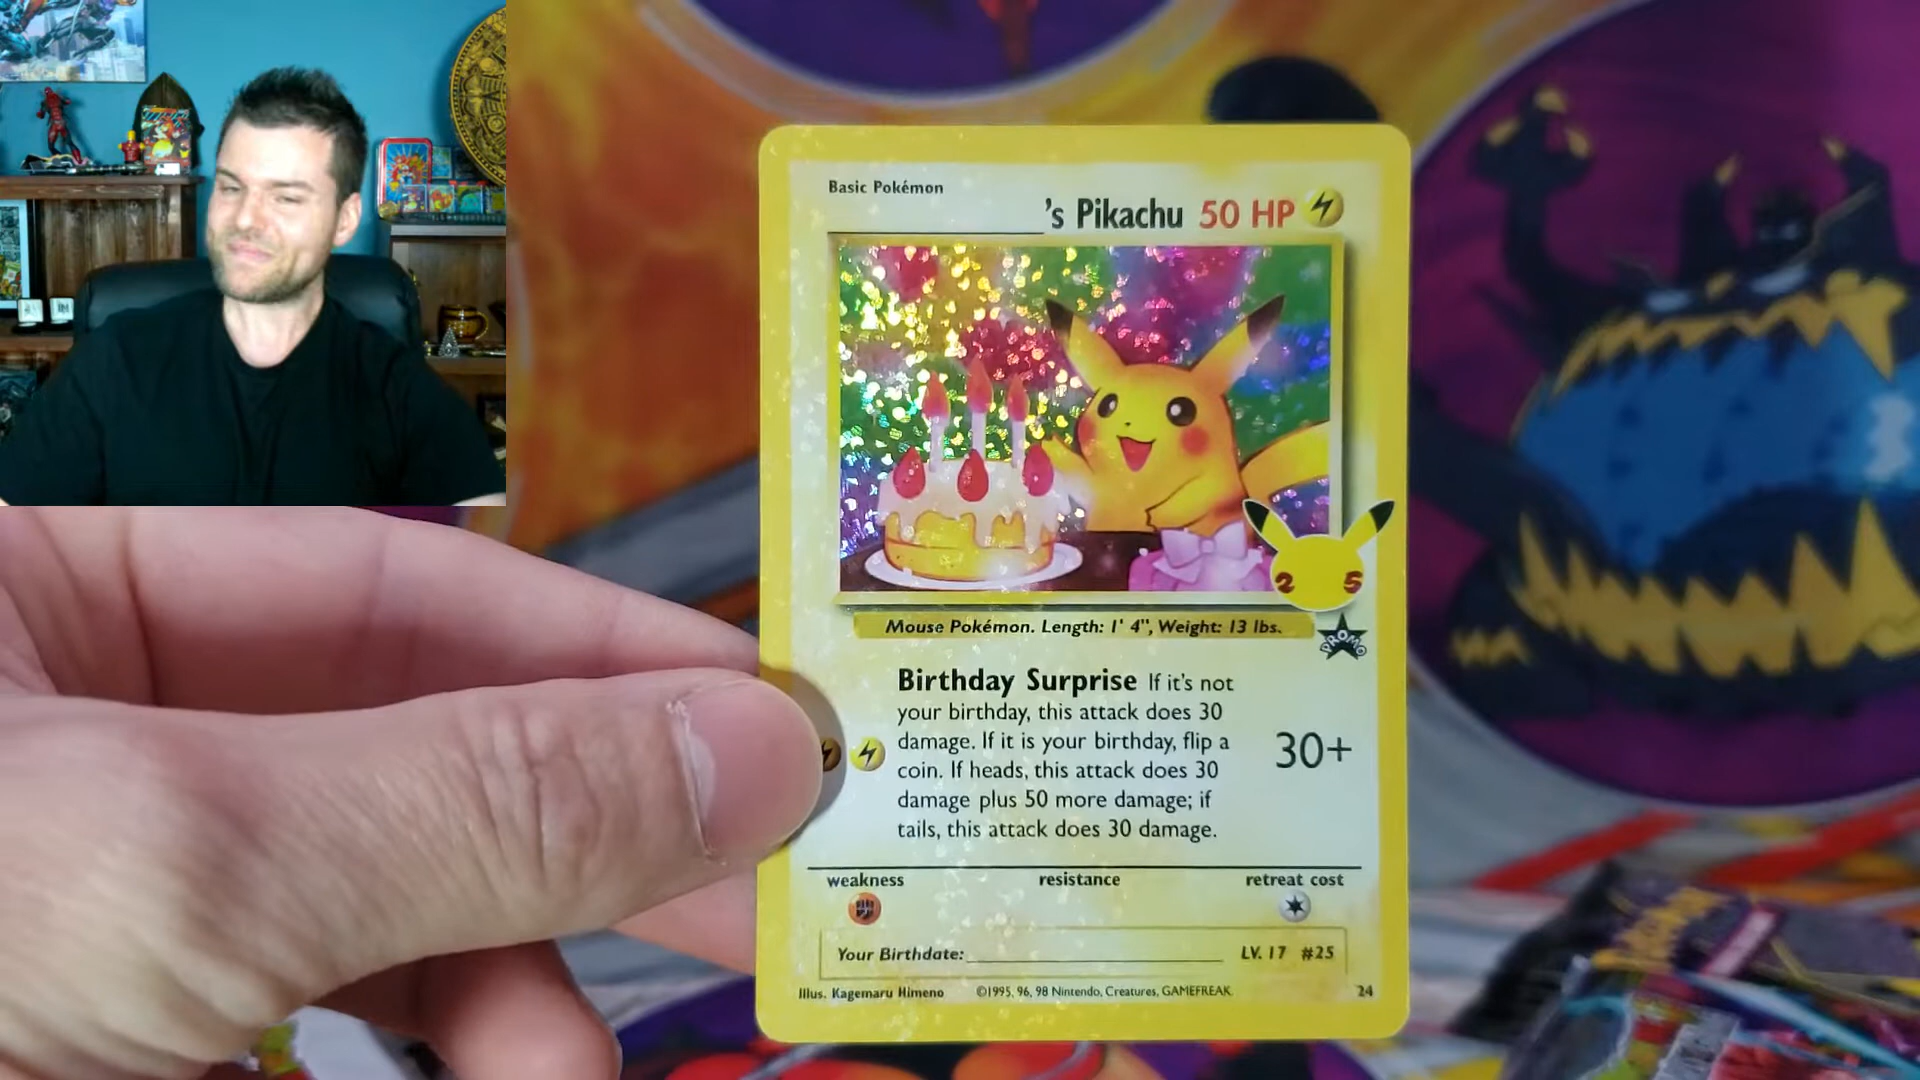 Basic Pokémon
's Pikachu 50 HP
2 5
Mouse Pokémon. Length: 1' 4", Weight: 13 lbs.
PROMO
Birthday Surprise If it's not
your birthday, this attack does 30
damage. If it is your birthday, flip a
coin. If heads, this attack does 30
damage plus 50 more damage; if
tails, this attack does 30 damage.
30+
weakness resistance retreat cost
Your Birthdate: LV. 17 #25
Illus. Kagemaru Himeno ©1995, 96, 98 Nintendo, Creatures, GAMEFREAK. 24